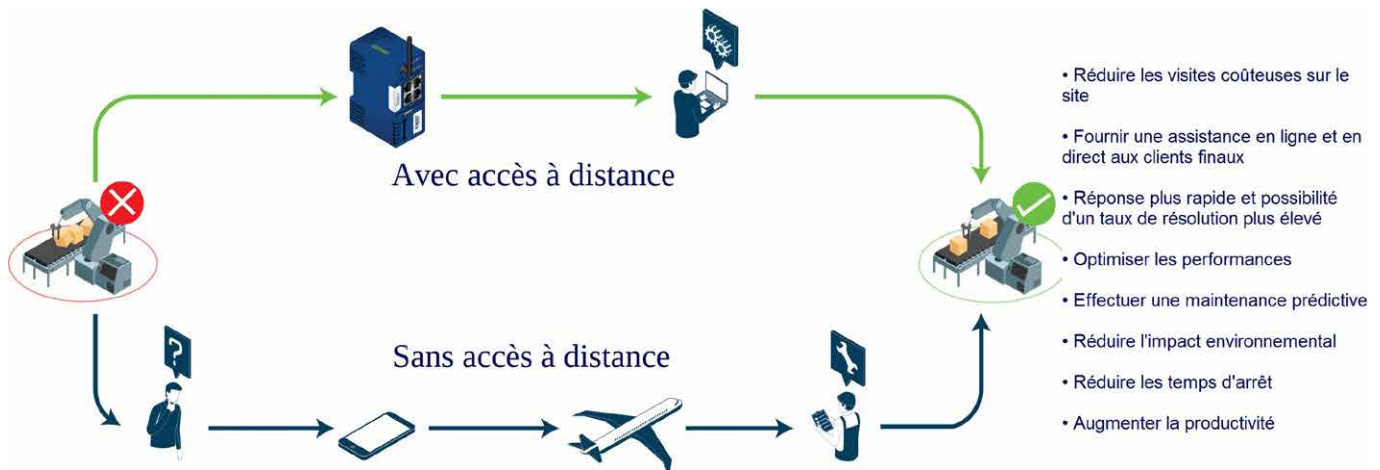 Avec accès à distance
Sans accès à distance
?
• Réduire les visites coûteuses sur le
site
• Fournir une assistance en ligne et en
direct aux clients finaux
• Réponse plus rapide et possibilité
d'un taux de résolution plus élevé
• Optimiser les performances
• Effectuer une maintenance prédictive
• Réduire l'impact environnemental
• Réduire les temps d'arrêt
• Augmenter la productivité